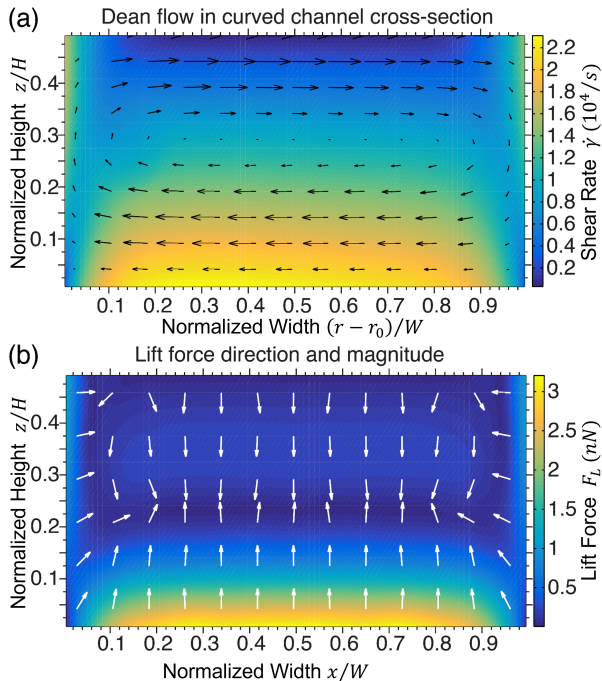 (a)
Dean flow in curved channel cross-section
Normalized Height z/H
0.4
0.3
0.2
0.1
0.1 0.2 0.3 0.4 0.5 0.6 0.7 0.8 0.9
Normalized Width (r − r₀)/W
2.2
2
1.8
1.6
1.4
1.2
1
0.8
0.6
0.4
0.2
Shear Rate γ̇ (10⁴/s)
(b)
Lift force direction and magnitude
Normalized Height z/H
0.4
0.3
0.2
0.1
0.1 0.2 0.3 0.4 0.5 0.6 0.7 0.8 0.9
Normalized Width x/W
3
2.5
2
1.5
1
0.5
Lift Force F_L (nN)